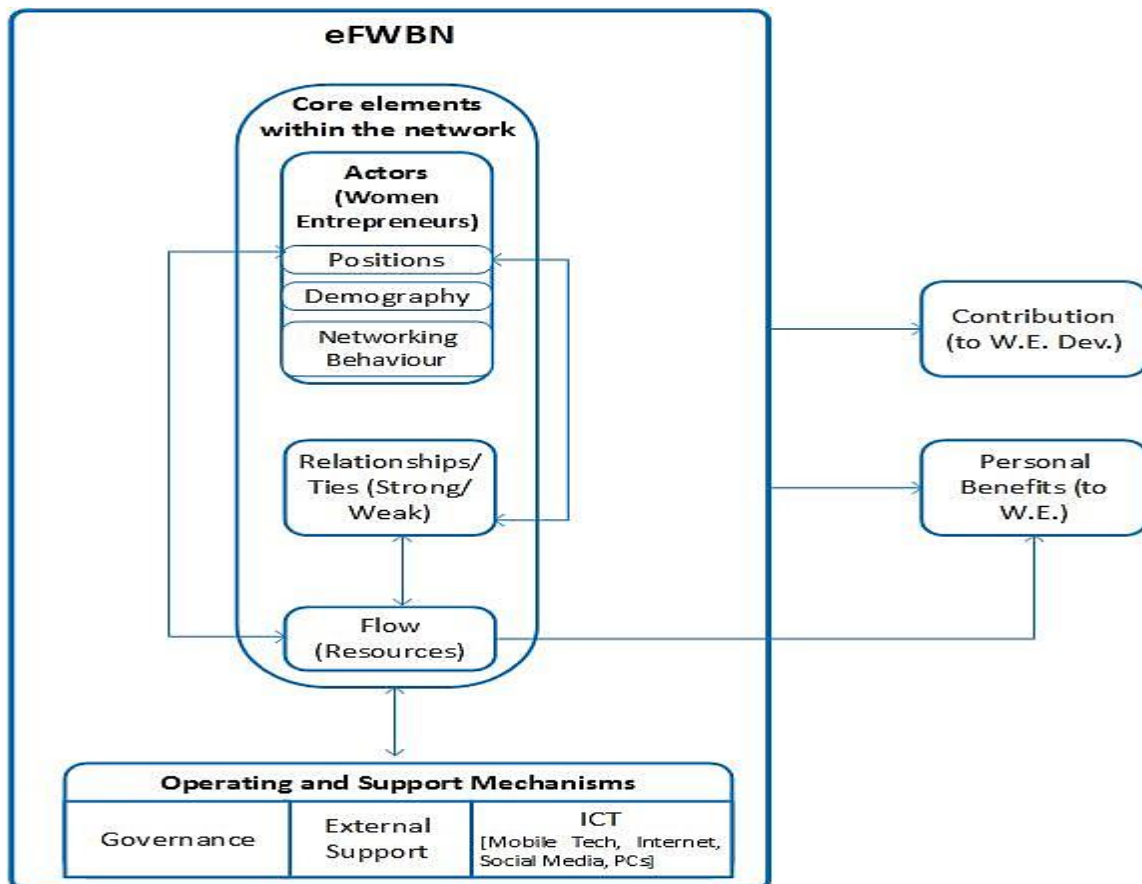 eFWBN
Core elements
within the network
Actors
(Women
Entrepreneurs)
Positions
Demography
Networking
Behaviour
Relationships/
Ties (Strong/
Weak)
Flow
(Resources)
Contribution
(to W.E. Dev.)
Personal
Benefits (to
W.E.)
Operating and Support Mechanisms
Governance
External
Support
ICT
[Mobile Tech, Internet,
Social Media, PCs]